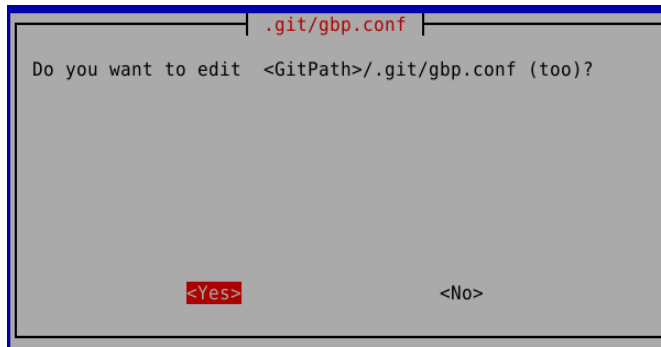 .git/gbp.conf
Do you want to edit  <GitPath>/.git/gbp.conf (too)?
<Yes> <No>